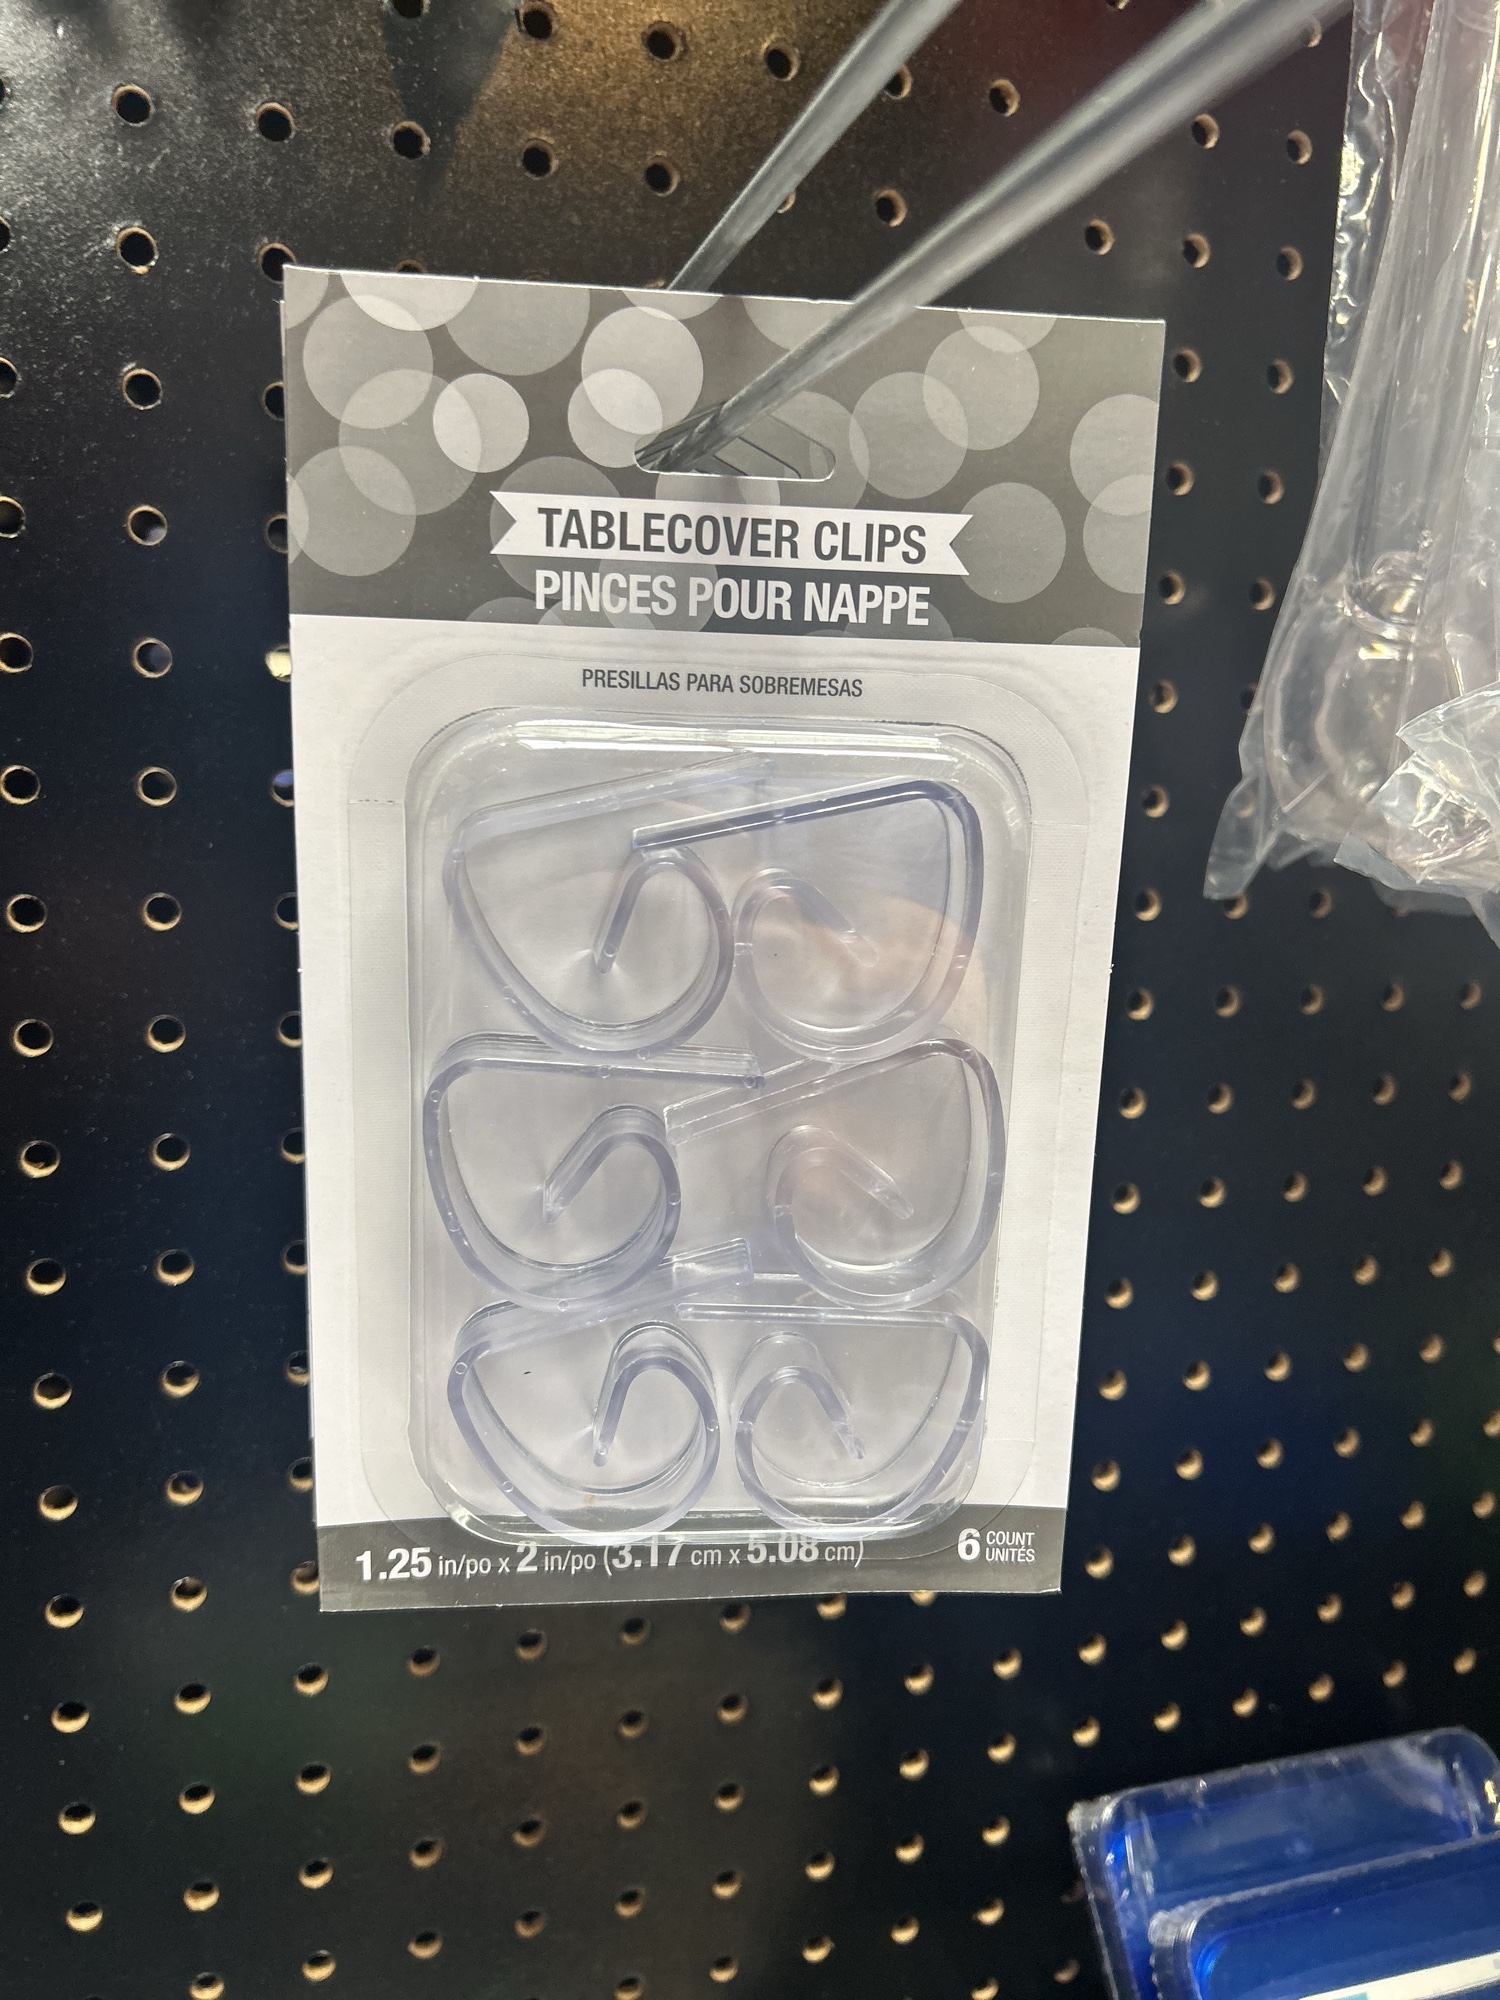 TABLECOVER CLIPS
PINCES POUR NAPPE
PRESILLAS PARA SOBREMESAS
1.25 in/po x 2 in/po (3.17 cm x 5.08 cm)
6 COUNT
UNITÉS